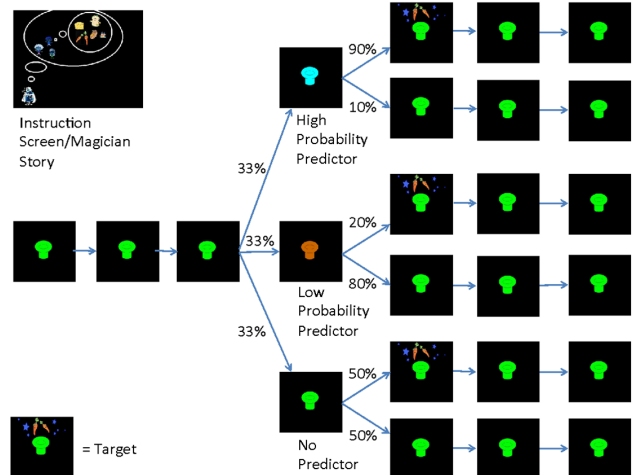 Instruction
Screen/Magician
Story
33%
33%
33%
High
Probability
Predictor
90%
10%
Low
Probability
Predictor
20%
80%
No
Predictor
50%
50%
= Target